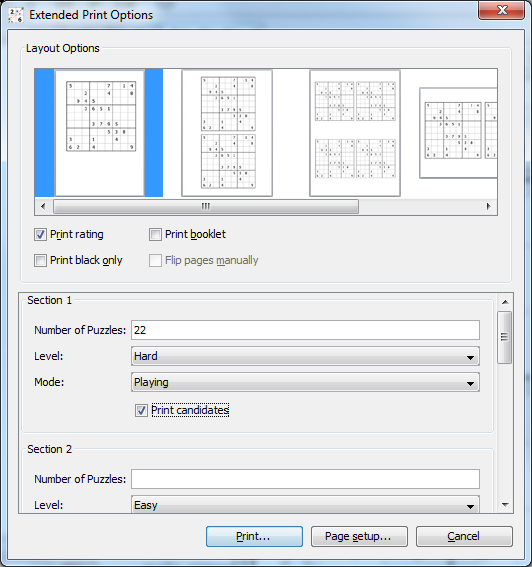 Extended Print Options
Layout Options
Print rating
Print booklet
Print black only
Flip pages manually
Section 1
Number of Puzzles: 22
Level: Hard
Mode: Playing
Print candidates
Section 2
Number of Puzzles:
Level: Easy
Print... Page setup... Cancel